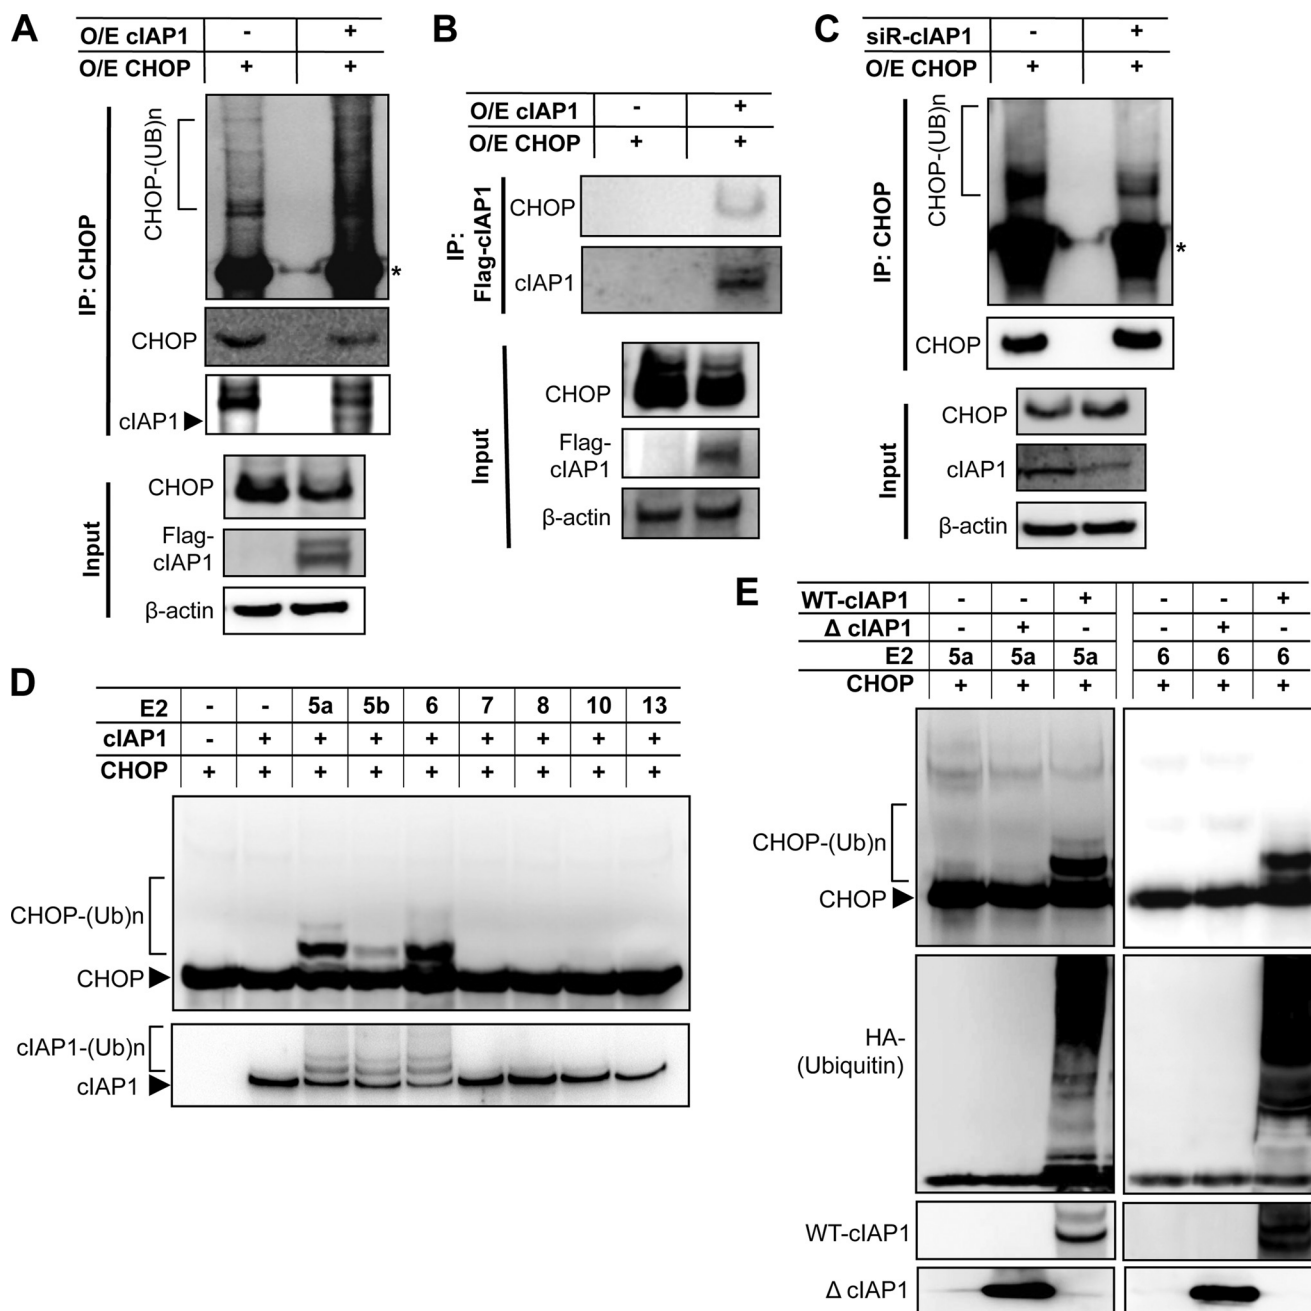 A
O/E cIAP1 - +
O/E CHOP + +
IP: CHOP
CHOP-(UB)n
*
CHOP
cIAP1
Input
CHOP
Flag-
cIAP1
β-actin
B
O/E cIAP1 - +
O/E CHOP + +
IP:
Flag-cIAP1
CHOP
cIAP1
Input
CHOP
Flag-
cIAP1
β-actin
C
siR-cIAP1 - +
O/E CHOP + +
IP: CHOP
CHOP-(UB)n
*
CHOP
Input
CHOP
cIAP1
β-actin
D
E2 - - 5a 5b 6 7 8 10 13
cIAP1 - + + + + + + + +
CHOP + + + + + + + + +
CHOP-(Ub)n
CHOP
cIAP1-(Ub)n
cIAP1
E
WT-cIAP1 - - + - - +
Δ cIAP1 - + - - + -
E2 5a 5a 5a 6 6 6
CHOP + + + + + +
CHOP-(Ub)n
CHOP
HA-
(Ubiquitin)
WT-cIAP1
Δ cIAP1